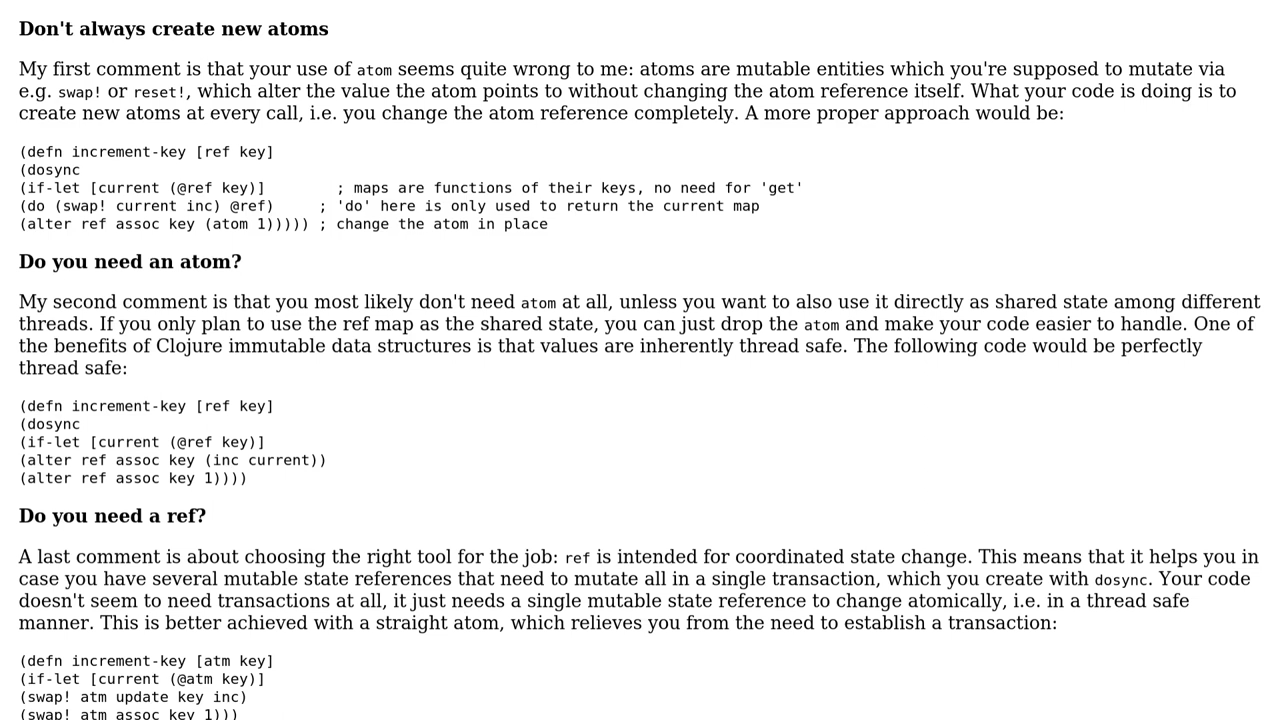 Don't always create new atoms
My first comment is that your use of atom seems quite wrong to me: atoms are mutable entities which you're supposed to mutate via
e.g. swap! or reset!, which alter the value the atom points to without changing the atom reference itself. What your code is doing is to
create new atoms at every call, i.e. you change the atom reference completely. A more proper approach would be:
(defn increment-key [ref key]
(dosync
(if-let [current (@ref key)]        ; maps are functions of their keys, no need for 'get'
(do (swap! current inc) @ref)     ; 'do' here is only used to return the current map
(alter ref assoc key (atom 1))))) ; change the atom in place
Do you need an atom?
My second comment is that you most likely don't need atom at all, unless you want to also use it directly as shared state among different
threads. If you only plan to use the ref map as the shared state, you can just drop the atom and make your code easier to handle. One of
the benefits of Clojure immutable data structures is that values are inherently thread safe. The following code would be perfectly
thread safe:
(defn increment-key [ref key]
(dosync
(if-let [current (@ref key)]
(alter ref assoc key (inc current))
(alter ref assoc key 1))))
Do you need a ref?
A last comment is about choosing the right tool for the job: ref is intended for coordinated state change. This means that it helps you in
case you have several mutable state references that need to mutate all in a single transaction, which you create with dosync. Your code
doesn't seem to need transactions at all, it just needs a single mutable state reference to change atomically, i.e. in a thread safe
manner. This is better achieved with a straight atom, which relieves you from the need to establish a transaction:
(defn increment-key [atm key]
(if-let [current (@atm key)]
(swap! atm update key inc)
(swap! atm assoc key 1)))